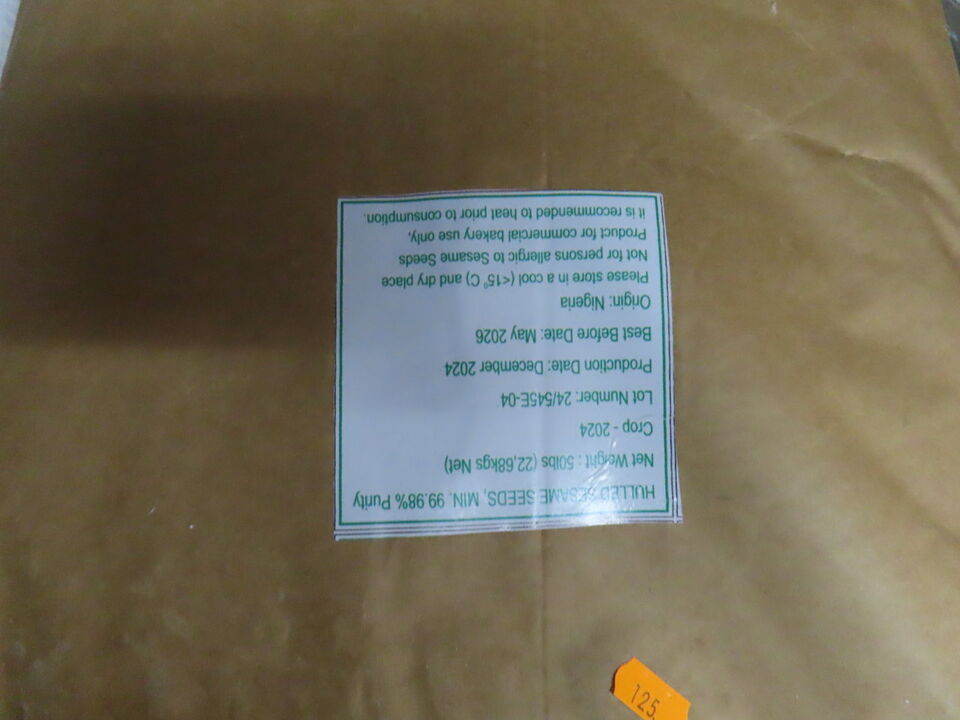 HULLED SESAME SEEDS, MIN. 99.98% Purity
Net Weight : 50lbs (22,68kgs Net)
Crop - 2024
Lot Number: 24/545E-04
Production Date: December 2024
Best Before Date: May 2026
Origin: Nigeria
Please store in a cool (<15°C) and dry place
Not for persons allergic to Sesame Seeds
Product for commercial bakery use only,
it is recommended to heat prior to consumption.
125